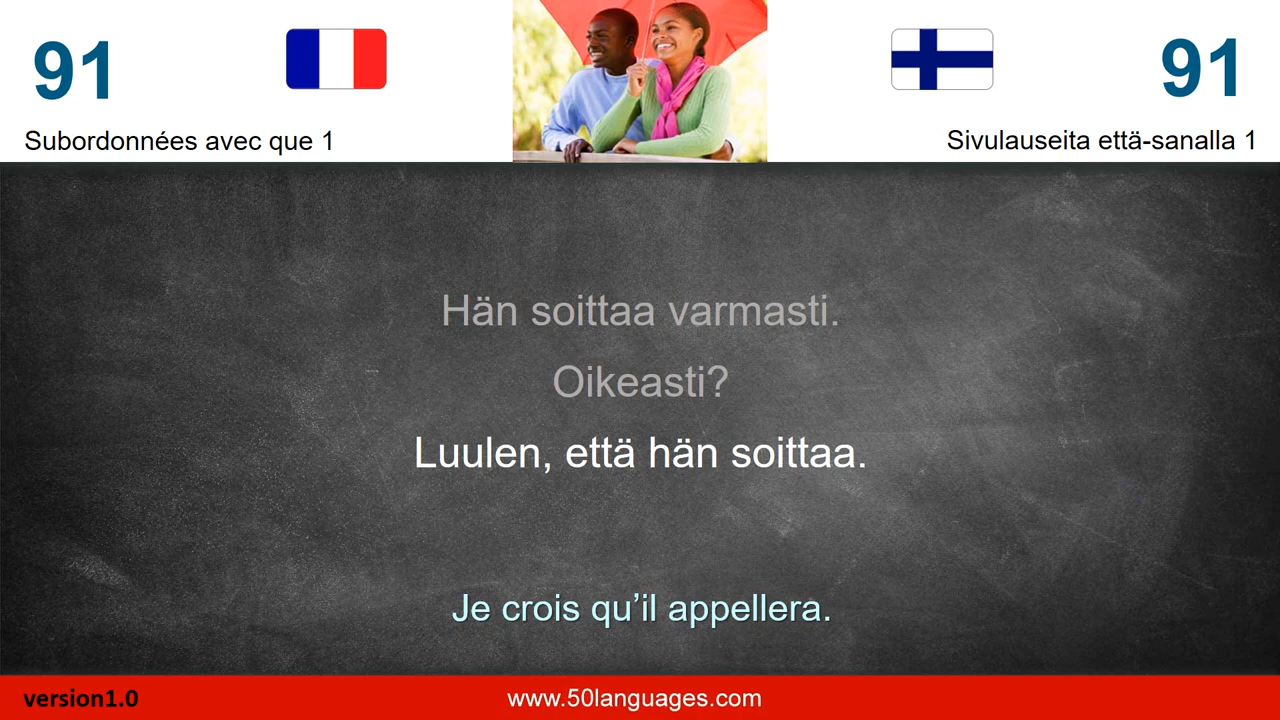 91
91
Subordonnées avec que 1
Sivulauseita että-sanalla 1
Hän soittaa varmasti.
Oikeasti?
Luulen, että hän soittaa.
Je crois qu’il appellera.
version1.0
www.50languages.com